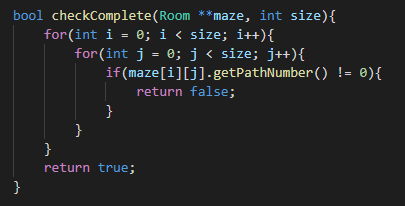 bool checkComplete(Room **maze, int size){
    for(int i = 0; i < size; i++){
        for(int j = 0; j < size; j++){
            if(maze[i][j].getPathNumber() != 0){
                return false;
            }
        }
    }
    return true;
}